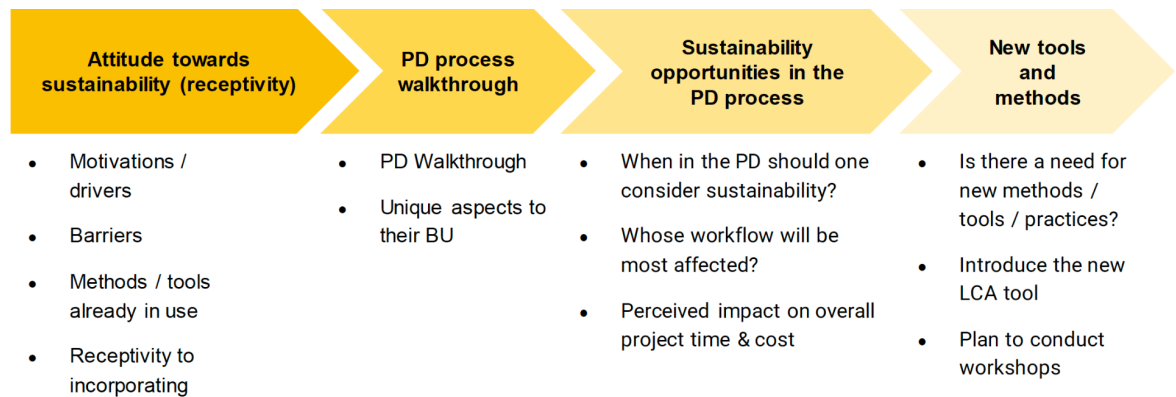 Attitude towards
sustainability (receptivity)
PD process
walkthrough
Sustainability
opportunities in the
PD process
New tools
and
methods
• Motivations /
drivers
• Barriers
• Methods / tools
already in use
• Receptivity to
incorporating
• PD Walkthrough
• Unique aspects to
their BU
• When in the PD should one
consider sustainability?
• Whose workflow will be
most affected?
• Perceived impact on overall
project time & cost
• Is there a need for
new methods /
tools / practices?
• Introduce the new
LCA tool
• Plan to conduct
workshops